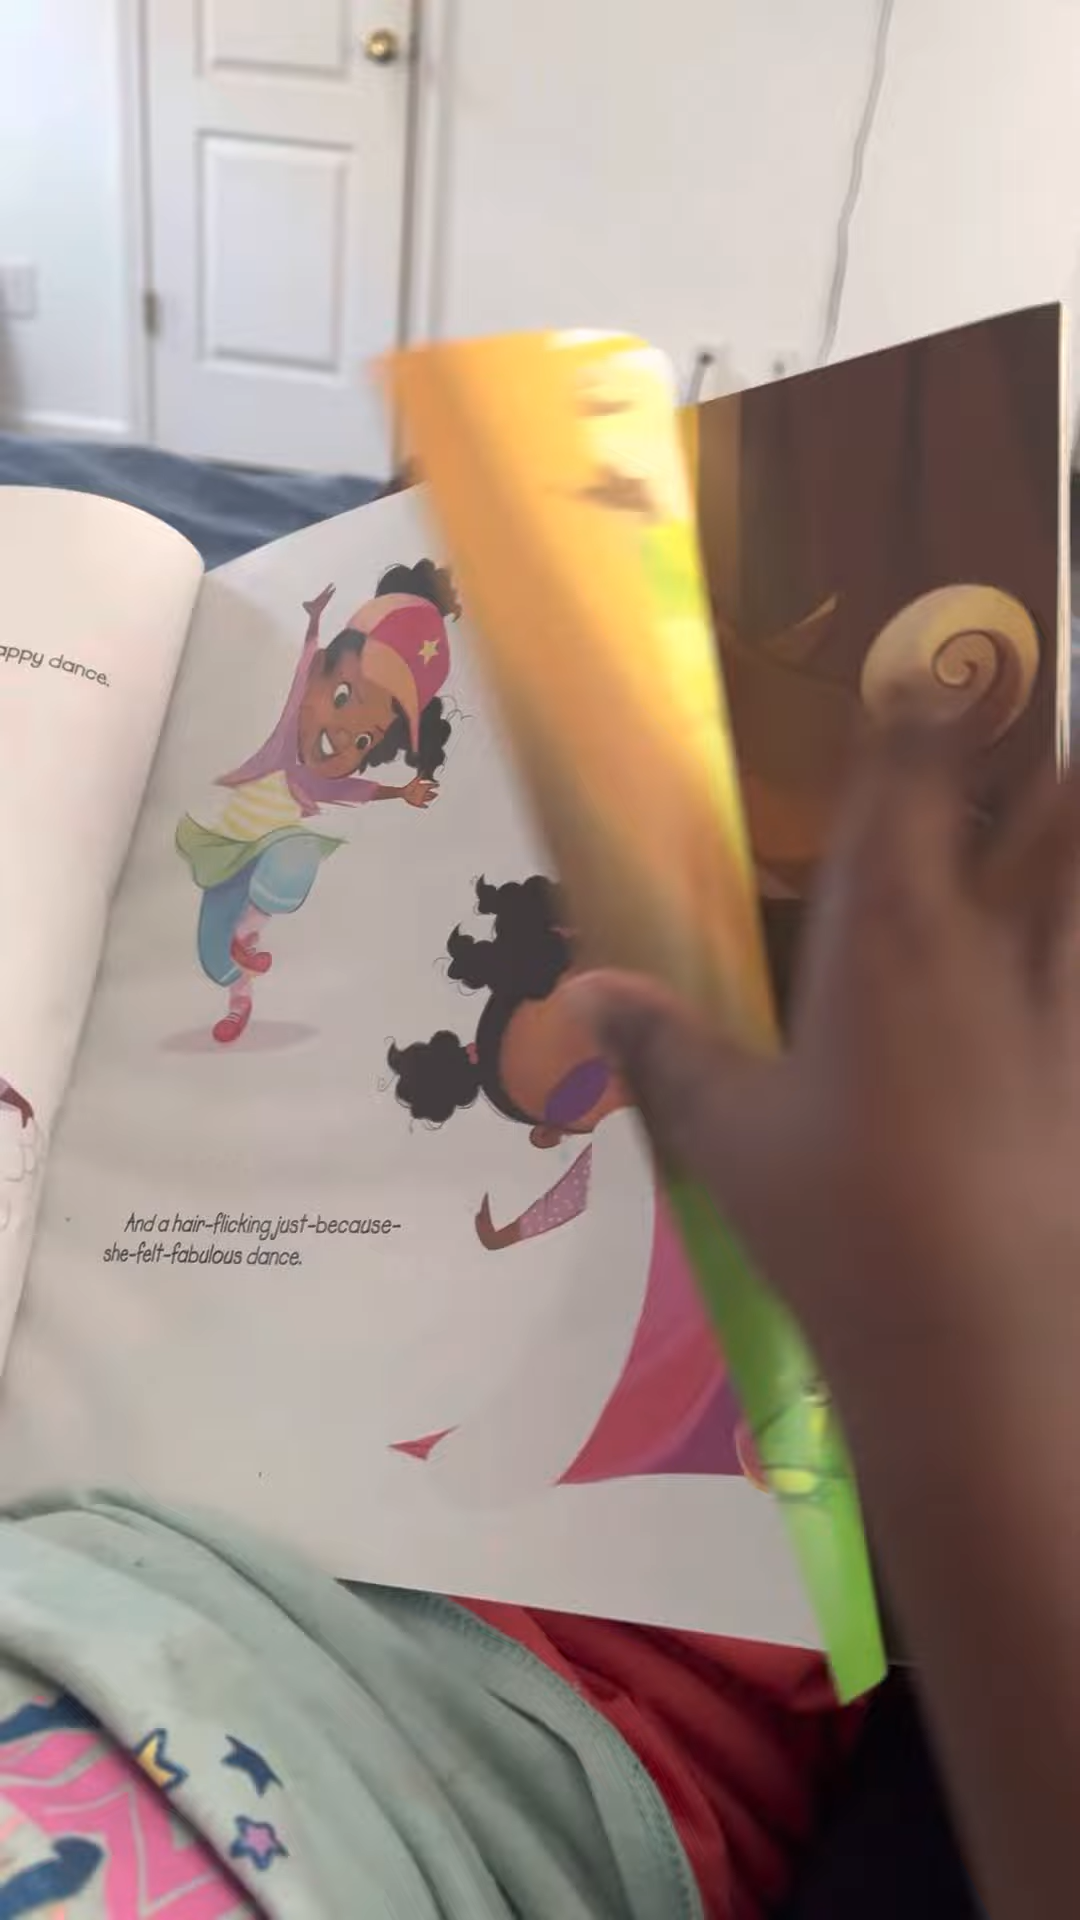 appy dance.
And a hair-flicking just-because-
she-felt-fabulous dance.